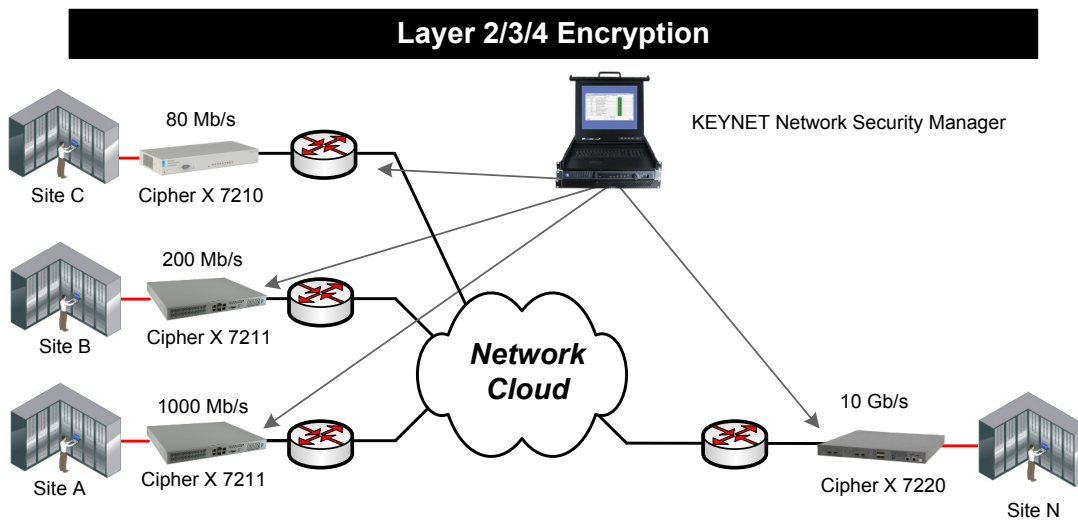 Layer 2/3/4 Encryption
KEYNET Network Security Manager
80 Mb/s
Site C
Cipher X 7210
200 Mb/s
Site B
Cipher X 7211
Network
Cloud
1000 Mb/s
Site A
Cipher X 7211
10 Gb/s
Cipher X 7220
Site N